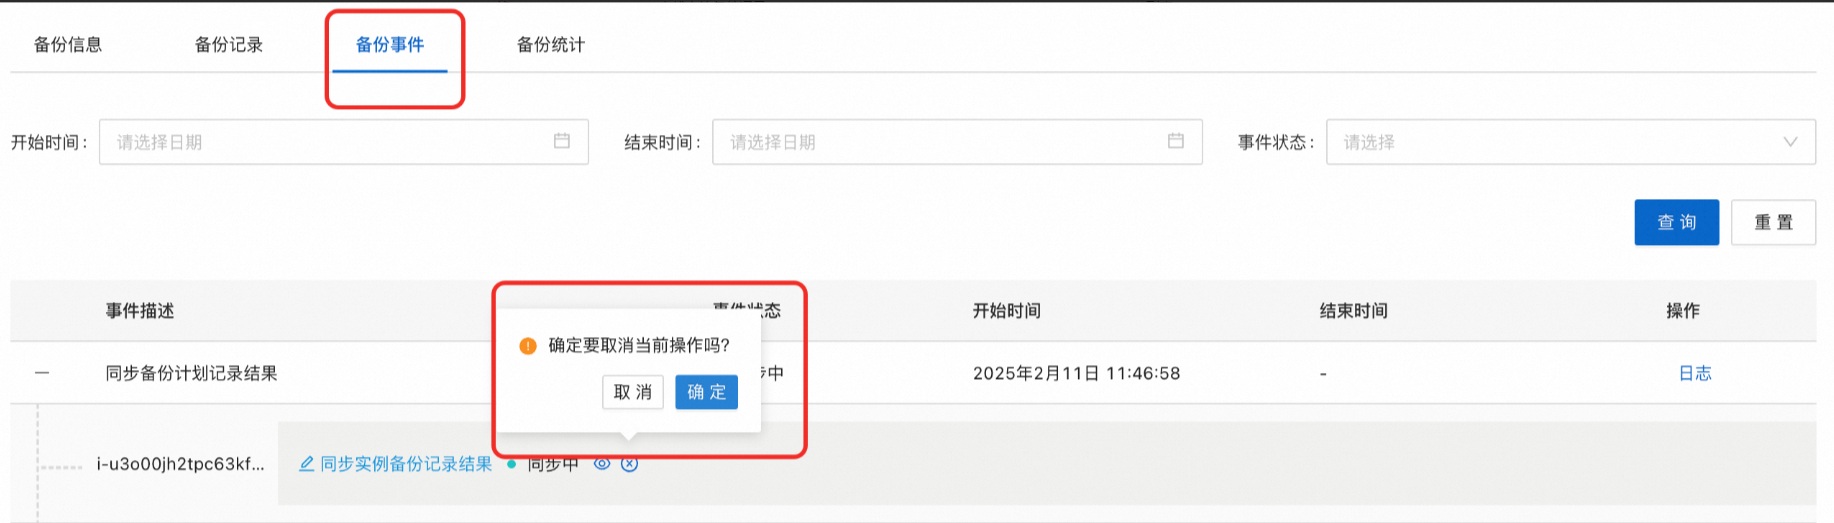 备份信息 备份记录 备份事件 备份统计
开始时间: 请选择日期 结束时间: 请选择日期 事件状态: 请选择
查询 重置
事件描述 事件状态 开始时间 结束时间 操作
确定要取消当前操作吗?
同步备份计划记录结果 中 2025年2月11日 11:46:58 - 日志
取消 确定
i-u3o00jh2tpc63kf... 同步实例备份记录结果 同步中